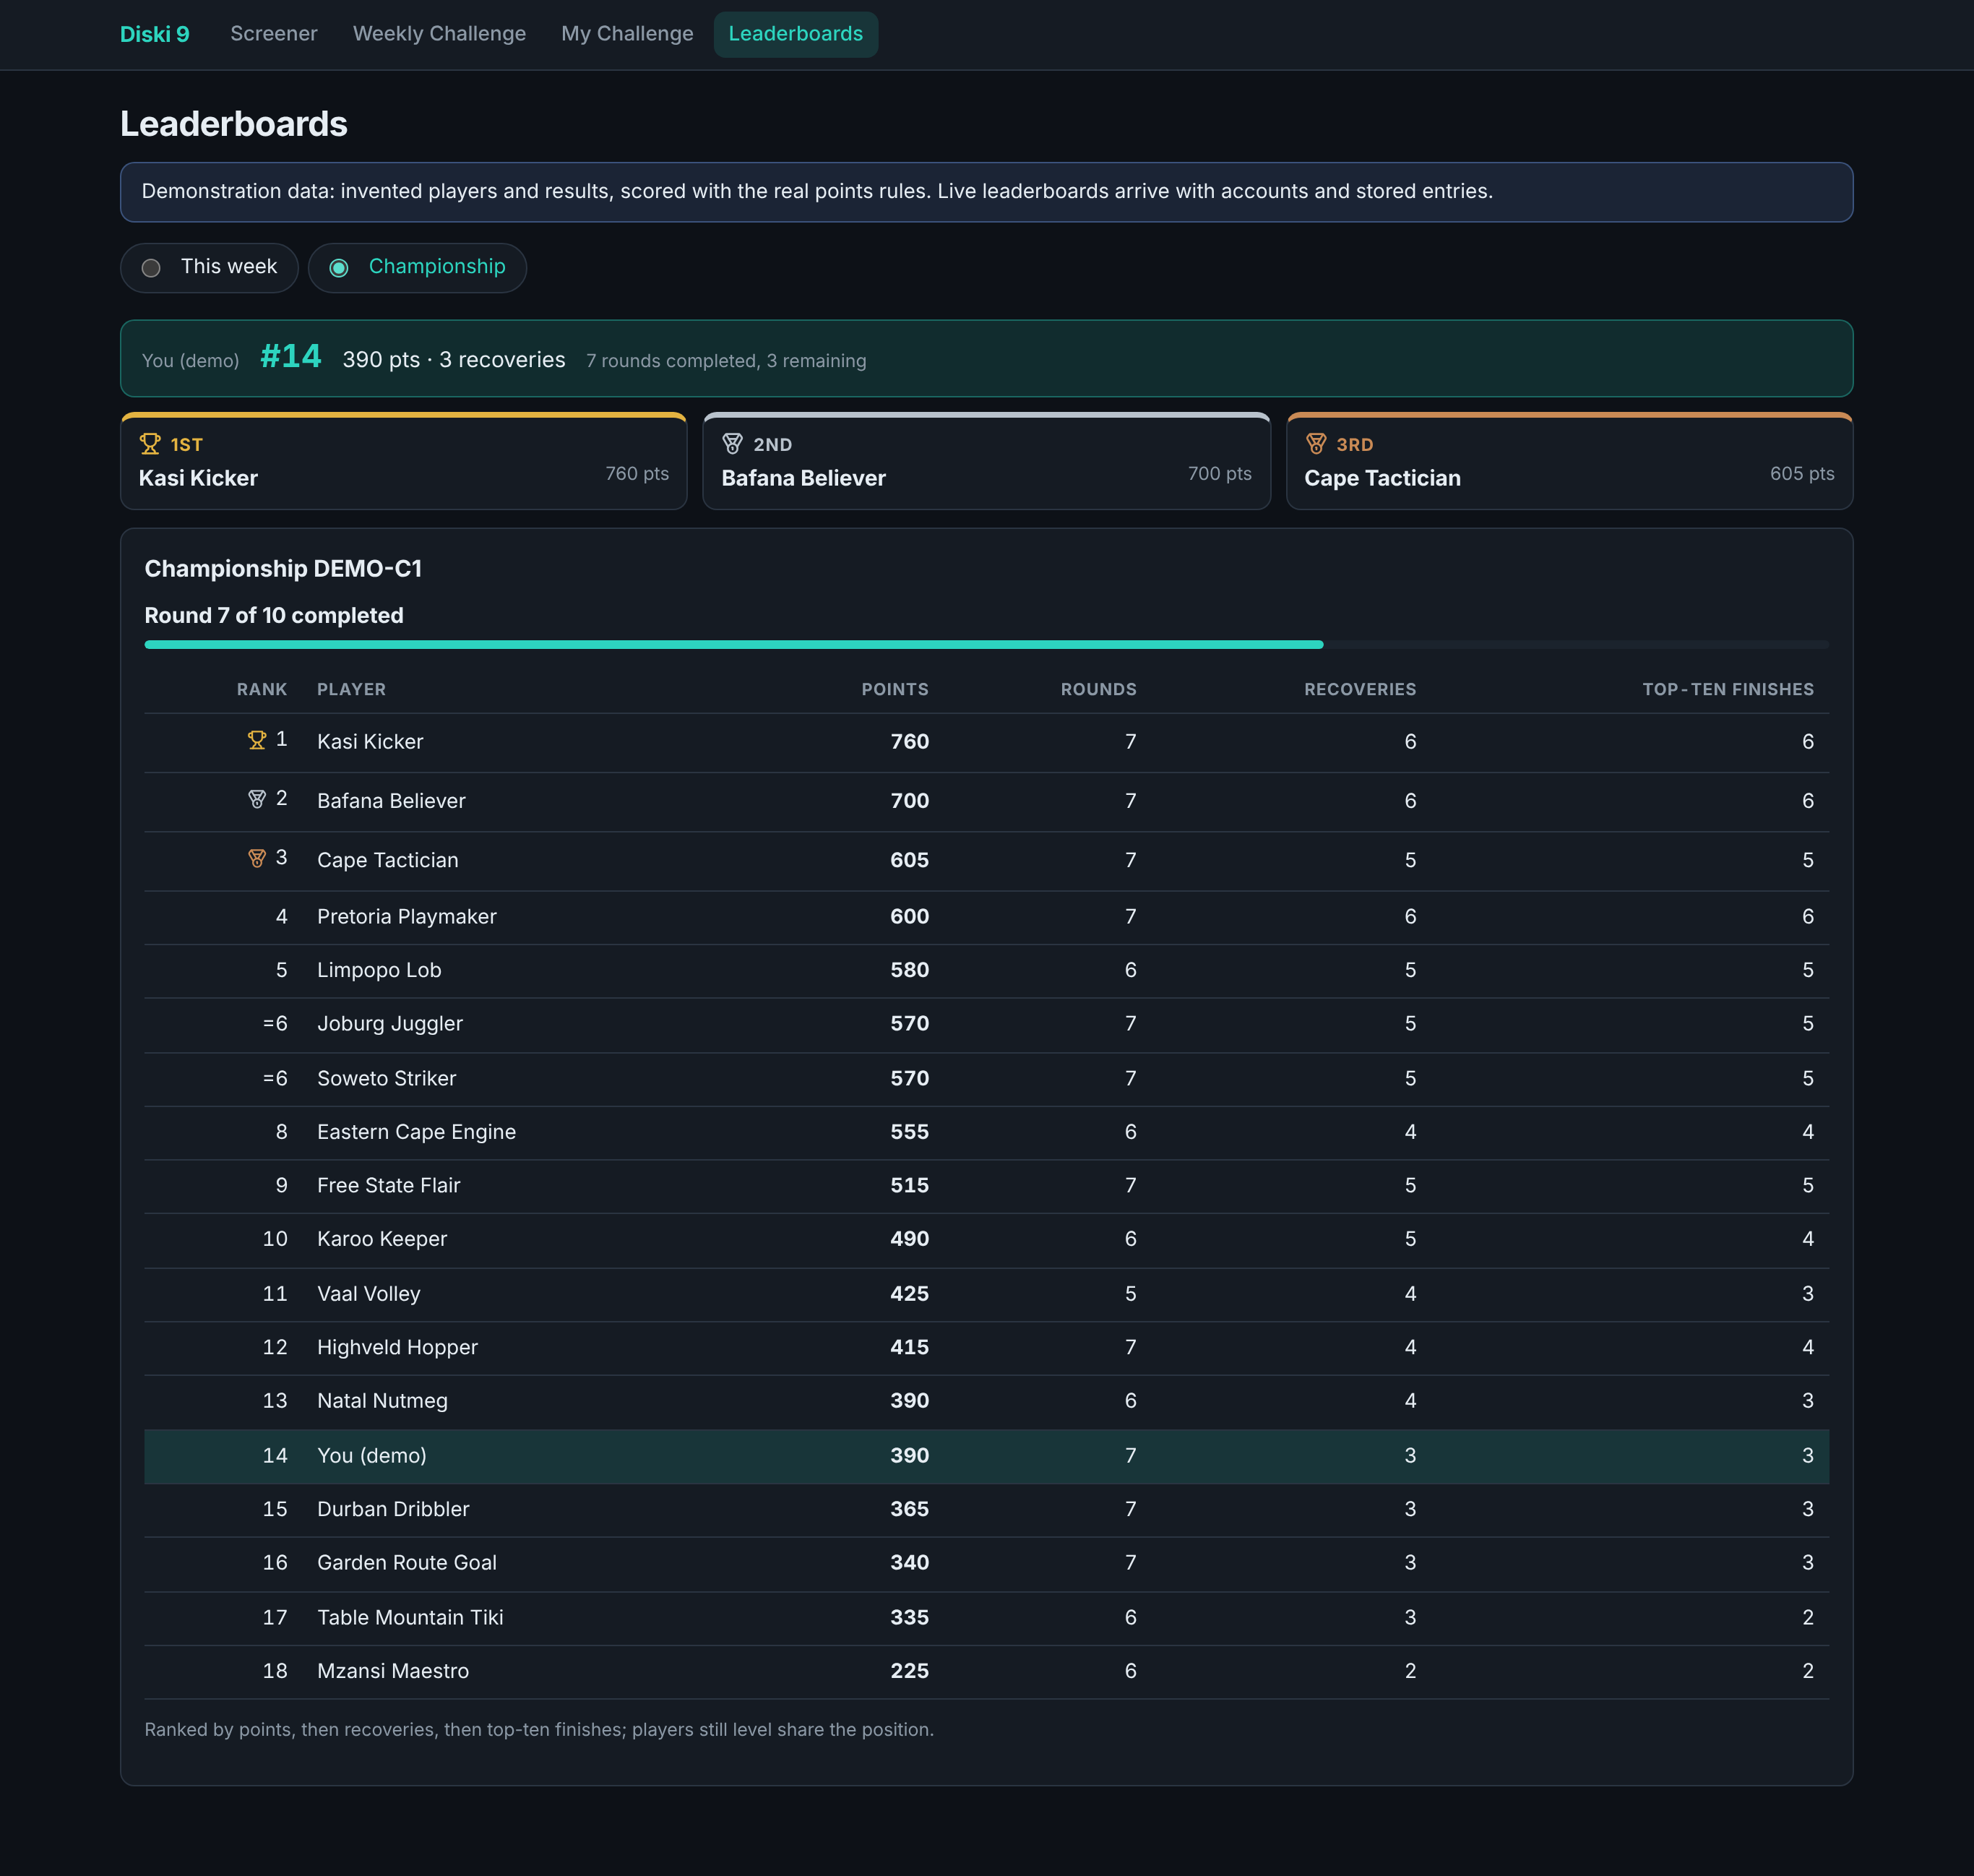 Diski 9 Screener Weekly Challenge My Challenge Leaderboards
Leaderboards
Demonstration data: invented players and results, scored with the real points rules. Live leaderboards arrive with accounts and stored entries.
This week Championship
You (demo) #14 390 pts · 3 recoveries 7 rounds completed, 3 remaining
1ST
Kasi Kicker 760 pts
2ND
Bafana Believer 700 pts
3RD
Cape Tactician 605 pts
Championship DEMO-C1
Round 7 of 10 completed
RANK PLAYER POINTS ROUNDS RECOVERIES TOP-TEN FINISHES
1 Kasi Kicker 760 7 6 6
2 Bafana Believer 700 7 6 6
3 Cape Tactician 605 7 5 5
4 Pretoria Playmaker 600 7 6 6
5 Limpopo Lob 580 6 5 5
=6 Joburg Juggler 570 7 5 5
=6 Soweto Striker 570 7 5 5
8 Eastern Cape Engine 555 6 4 4
9 Free State Flair 515 7 5 5
10 Karoo Keeper 490 6 5 4
11 Vaal Volley 425 5 4 3
12 Highveld Hopper 415 7 4 4
13 Natal Nutmeg 390 6 4 3
14 You (demo) 390 7 3 3
15 Durban Dribbler 365 7 3 3
16 Garden Route Goal 340 7 3 3
17 Table Mountain Tiki 335 6 3 2
18 Mzansi Maestro 225 6 2 2
Ranked by points, then recoveries, then top-ten finishes; players still level share the position.